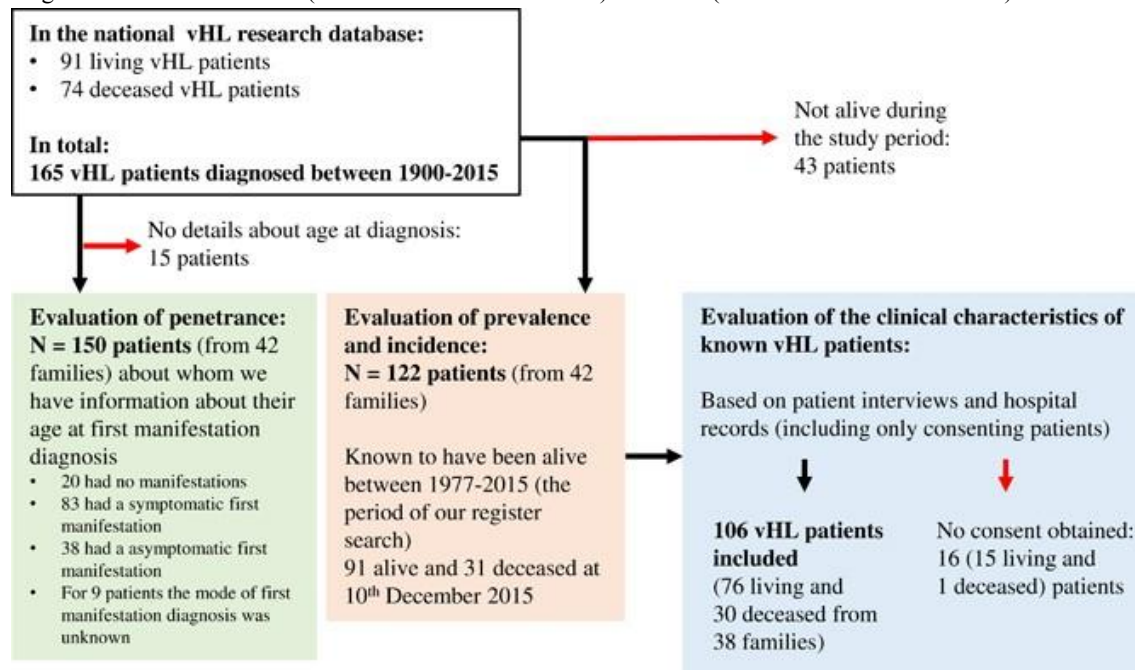 In the national vHL research database:
• 91 living vHL patients
• 74 deceased vHL patients
In total:
165 vHL patients diagnosed between 1900-2015
Not alive during
the study period:
43 patients
No details about age at diagnosis:
15 patients
Evaluation of penetrance:
N = 150 patients (from 42
families) about whom we
have information about their
age at first manifestation
diagnosis
• 20 had no manifestations
• 83 had a symptomatic first
manifestation
• 38 had a asymptomatic first
manifestation
• For 9 patients the mode of first
manifestation diagnosis was
unknown
Evaluation of prevalence
and incidence:
N = 122 patients (from 42
families)
Known to have been alive
between 1977-2015 (the
period of our register
search)
91 alive and 31 deceased at
10th December 2015
Evaluation of the clinical characteristics of
known vHL patients:
Based on patient interviews and hospital
records (including only consenting patients)
106 vHL patients
included
(76 living and
30 deceased from
38 families)
No consent obtained:
16 (15 living and
1 deceased) patients